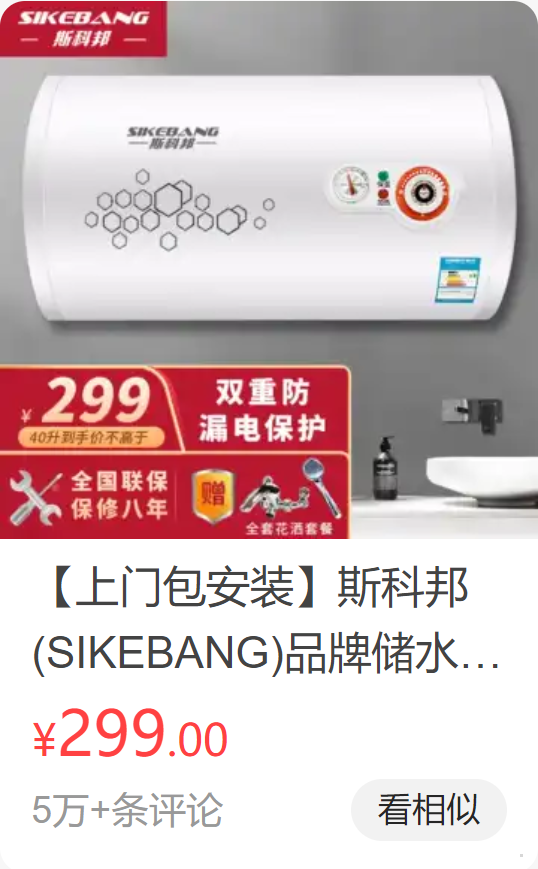 SIKEBANG
斯科邦
SIKEBANG
斯科邦
¥299
40升到手价不高于
双重防
漏电保护
全国联保
保修八年
赠
全套花洒套餐
【上门包安装】斯科邦
(SIKEBANG)品牌储水...
¥299.00
5万+条评论
看相似